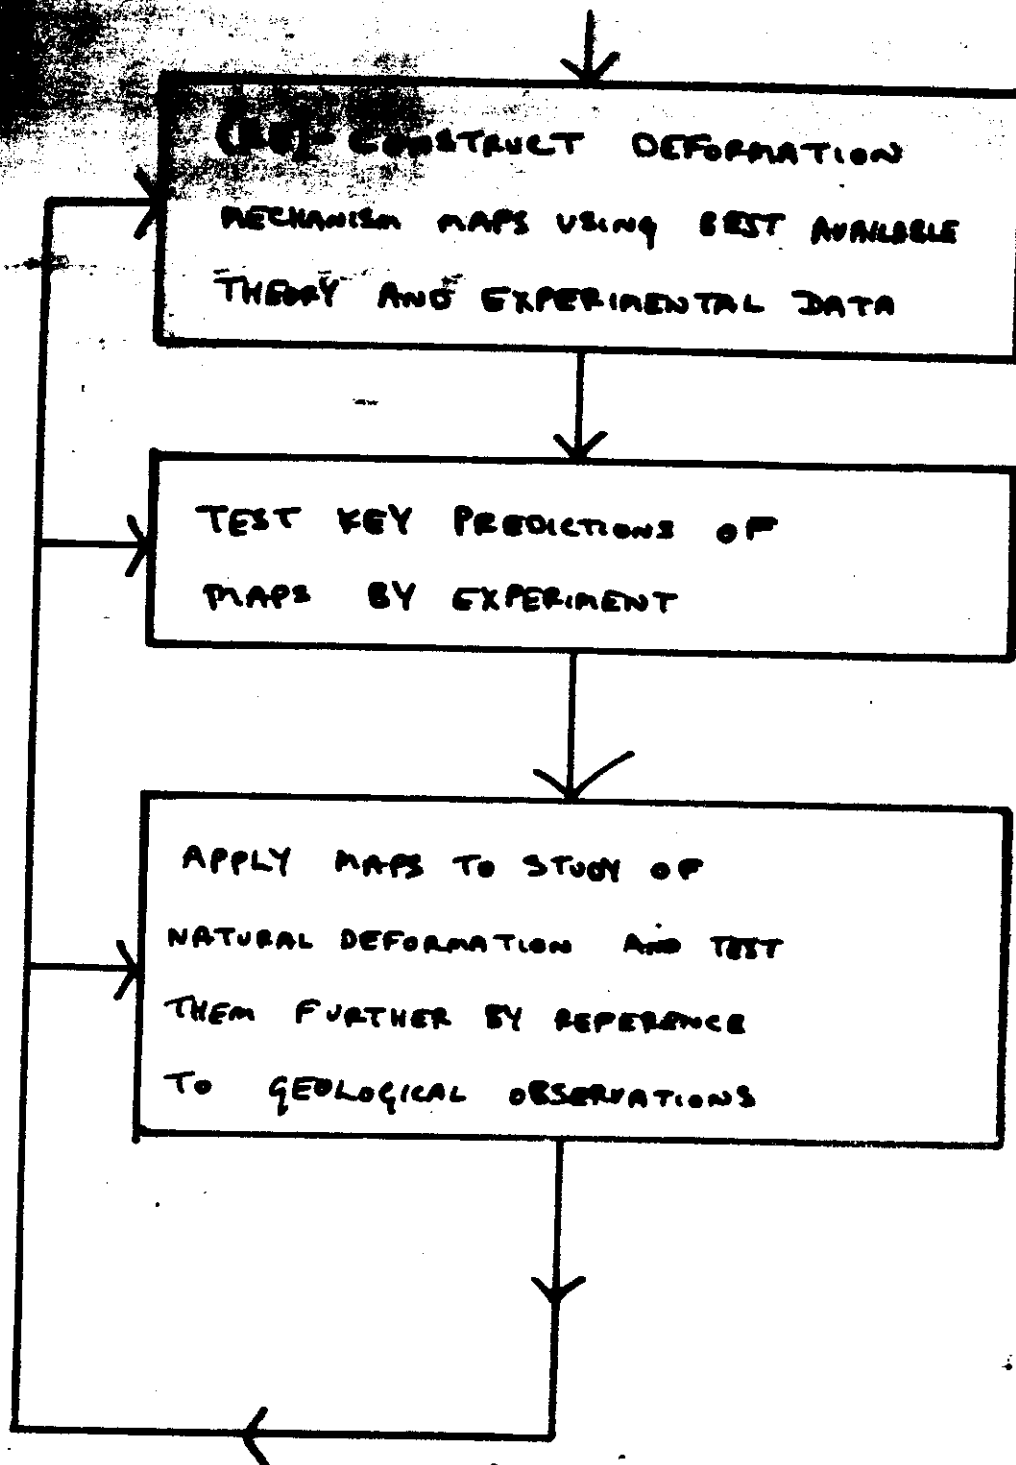 (RE)-CONSTRUCT DEFORMATION
MECHANISM MAPS USING BEST AVAILABLE
THEORY AND EXPERIMENTAL DATA
TEST KEY PREDICTIONS OF
MAPS BY EXPERIMENT
APPLY MAPS TO STUDY OF
NATURAL DEFORMATION AND TEST
THEM FURTHER BY REFERENCE
TO GEOLOGICAL OBSERVATIONS